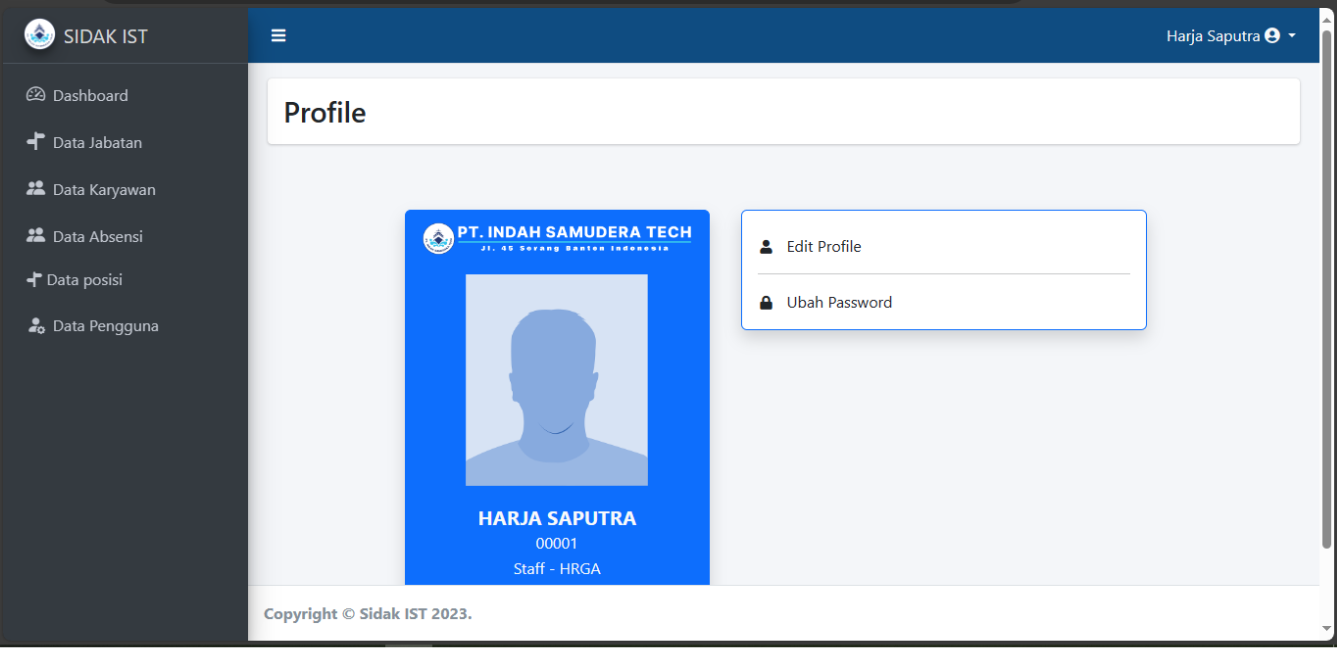 SIDAK IST
Harja Saputra
Dashboard
Data Jabatan
Data Karyawan
Data Absensi
Data posisi
Data Pengguna
Profile
PT. INDAH SAMUDERA TECH
Jl. 45 Serang Banten Indonesia
HARJA SAPUTRA
00001
Staff - HRGA
Edit Profile
Ubah Password
Copyright © Sidak IST 2023.